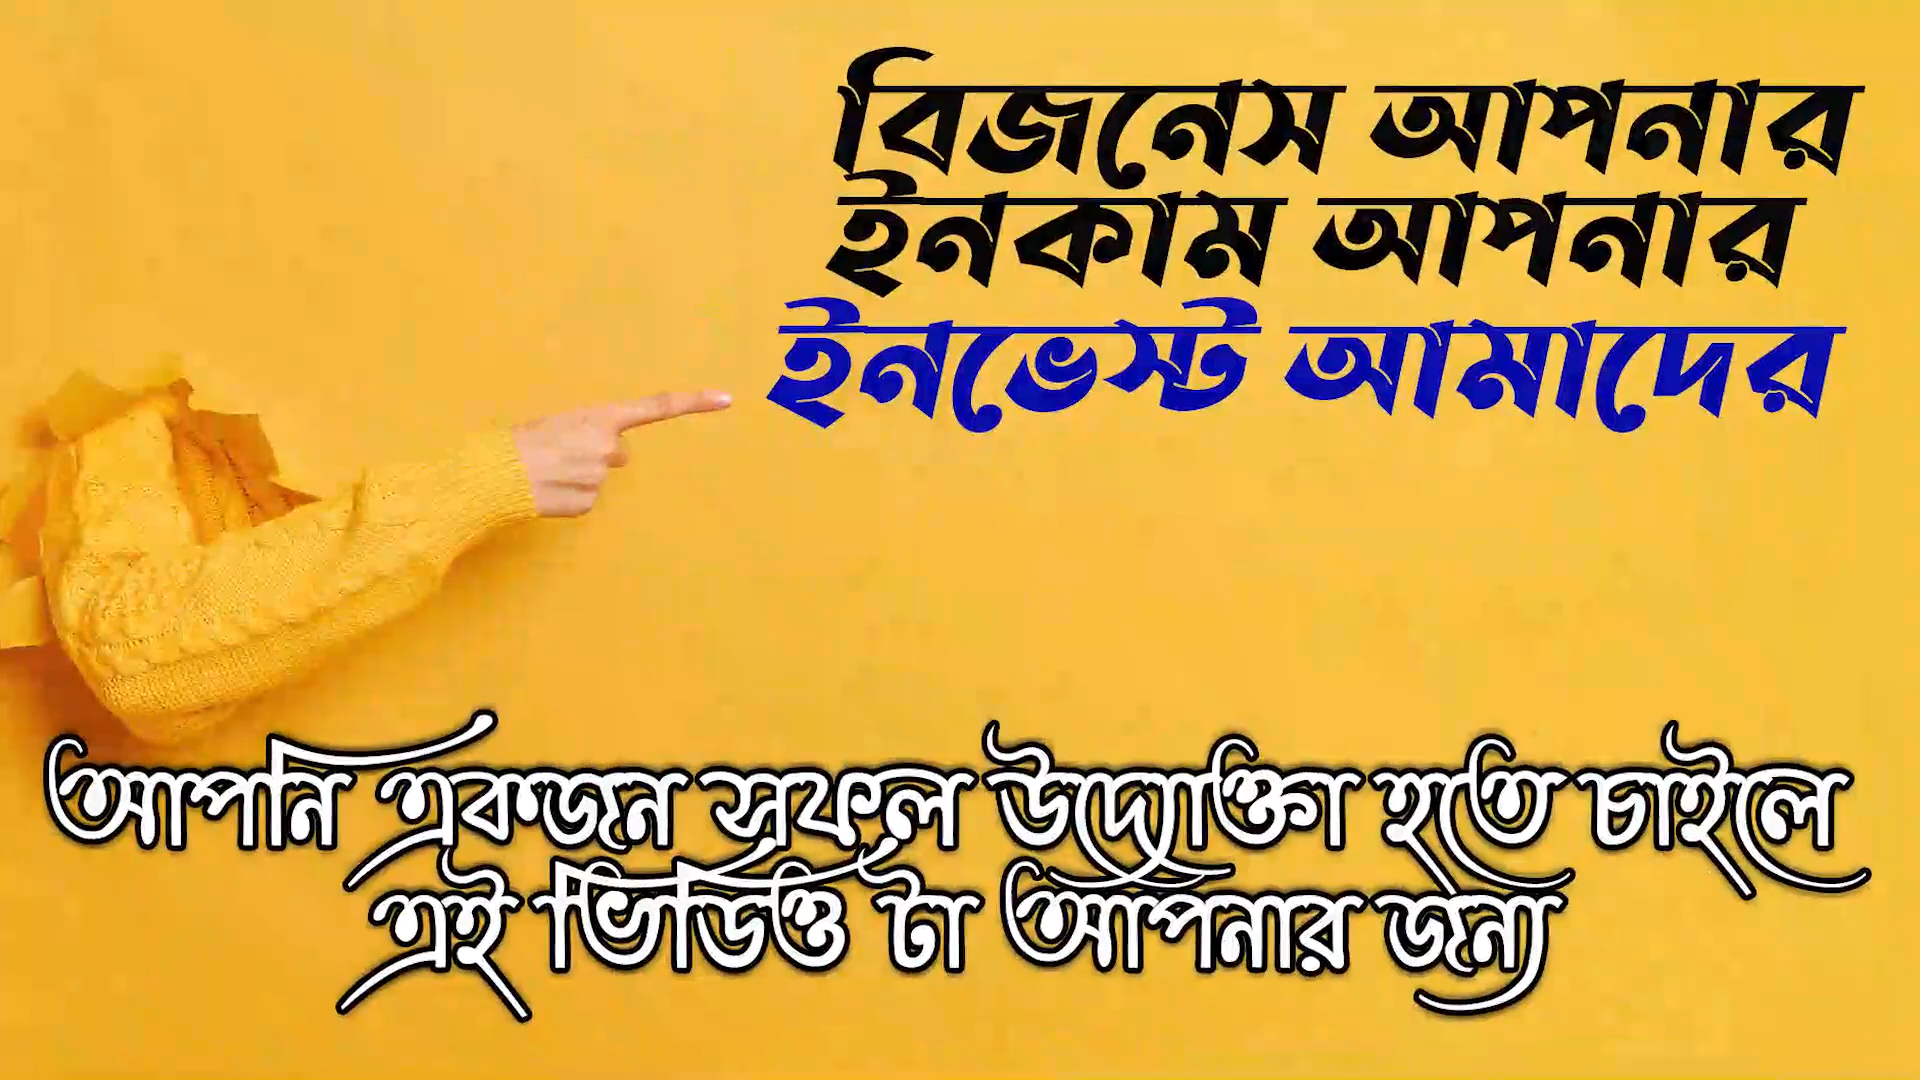 বিজনেস আপনার
ইনকাম আপনার
ইনভেস্ট আমাদের
আপনি একজন সফল উদ্যোক্তা হতে চাইলে
এই ভিডিও টা আপনার জন্য